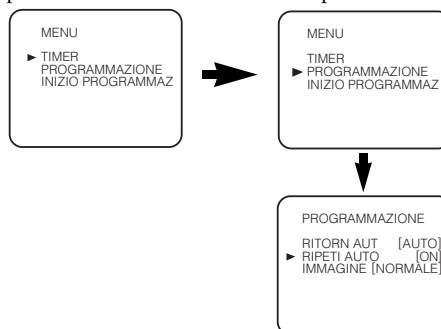 MENU
TIMER
PROGRAMMAZIONE
INIZIO PROGRAMMAZ
MENU
TIMER
PROGRAMMAZIONE
INIZIO PROGRAMMAZ
PROGRAMMAZIONE
RITORN AUT [AUTO]
RIPETI AUTO [ON]
IMMAGINE [NORMALE]